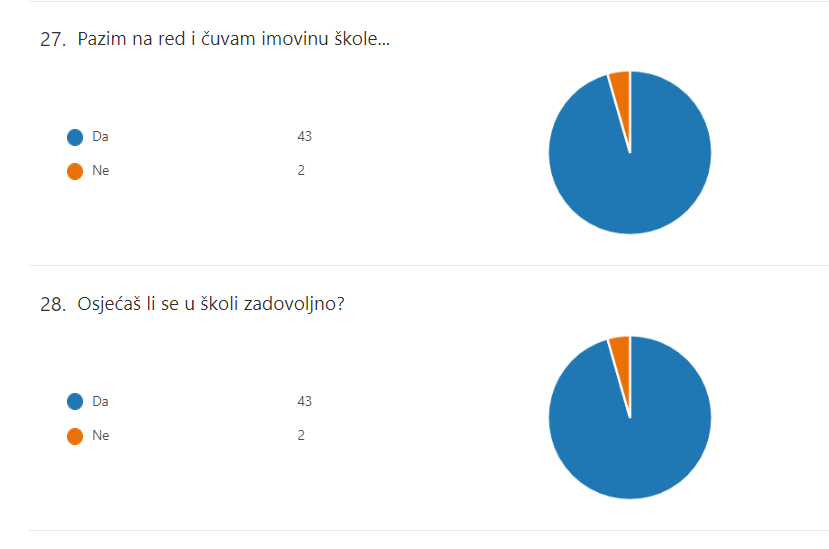 27. Pazim na red i čuvam imovinu škole...
Da 43
Ne 2
28. Osjećaš li se u školi zadovoljno?
Da 43
Ne 2